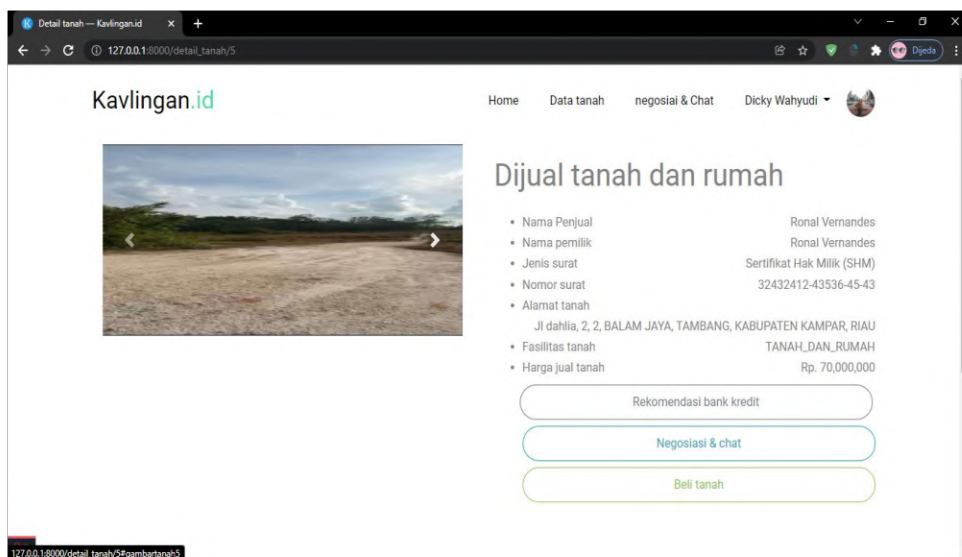 Detail tanah — Kavlingan.id
127.0.0.1:8000/detail_tanah/5
Dijeda
Kavlingan.id
Home Data tanah negosiai & Chat Dicky Wahyudi
Dijual tanah dan rumah
Nama Penjual Ronal Vernandes
Nama pemilik Ronal Vernandes
Jenis surat Sertifikat Hak Milik (SHM)
Nomor surat 32432412-43536-45-43
Alamat tanah
Jl dahlia, 2, 2, BALAM JAYA, TAMBANG, KABUPATEN KAMPAR, RIAU
Fasilitas tanah TANAH_DAN_RUMAH
Harga jual tanah Rp. 70,000,000
Rekomendasi bank kredit
Negosiasi & chat
Beli tanah
127.0.0.1:8000/detail_tanah/5#gambartanah5